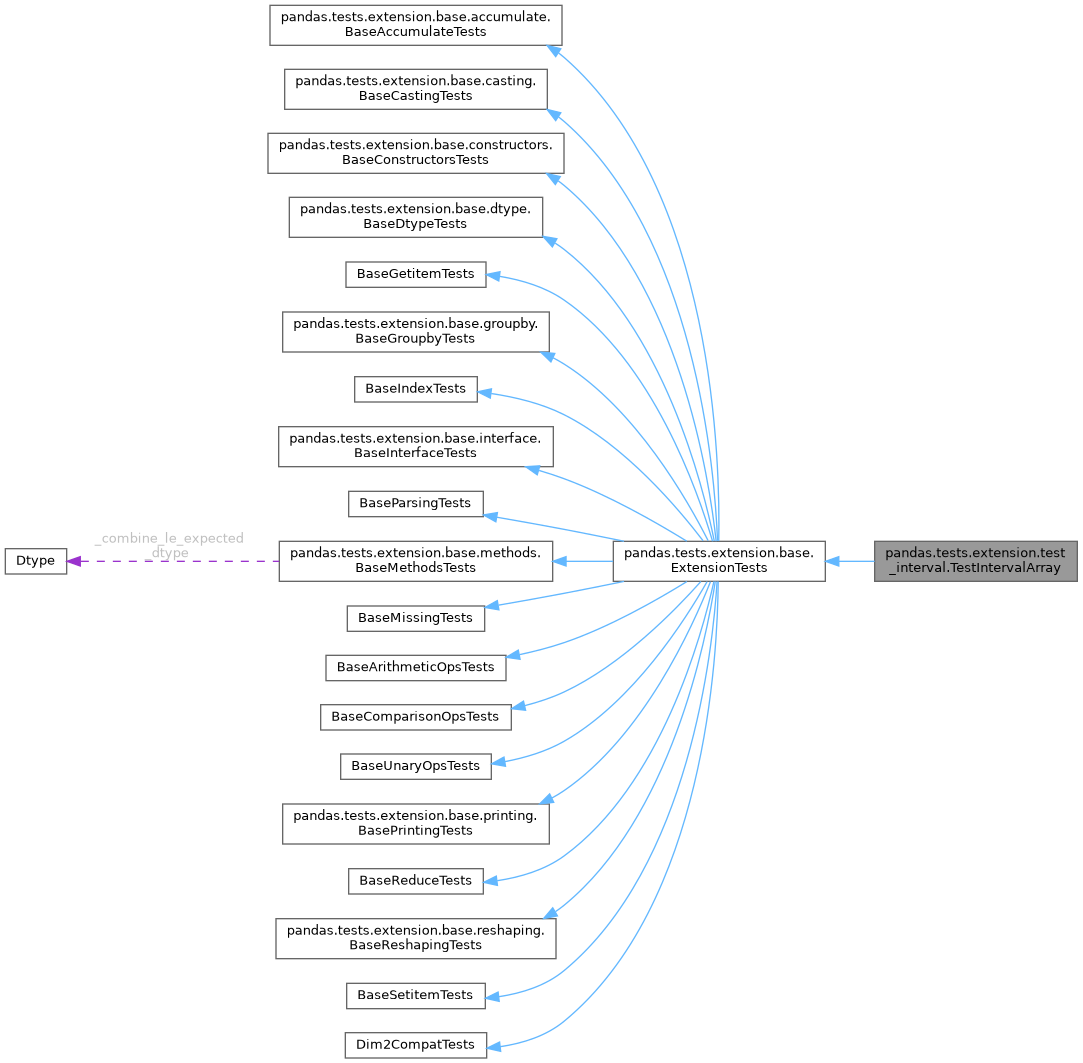 pandas.tests.extension.base.accumulate.
BaseAccumulateTests
pandas.tests.extension.base.casting.
BaseCastingTests
pandas.tests.extension.base.constructors.
BaseConstructorsTests
pandas.tests.extension.base.dtype.
BaseDtypeTests
BaseGetitemTests
pandas.tests.extension.base.groupby.
BaseGroupbyTests
BaseIndexTests
pandas.tests.extension.base.interface.
BaseInterfaceTests
BaseParsingTests
_combine_le_expected
_dtype
Dtype
pandas.tests.extension.base.methods.
BaseMethodsTests
pandas.tests.extension.base.
ExtensionTests
pandas.tests.extension.test
_interval.TestIntervalArray
BaseMissingTests
BaseArithmeticOpsTests
BaseComparisonOpsTests
BaseUnaryOpsTests
pandas.tests.extension.base.printing.
BasePrintingTests
BaseReduceTests
pandas.tests.extension.base.reshaping.
BaseReshapingTests
BaseSetitemTests
Dim2CompatTests